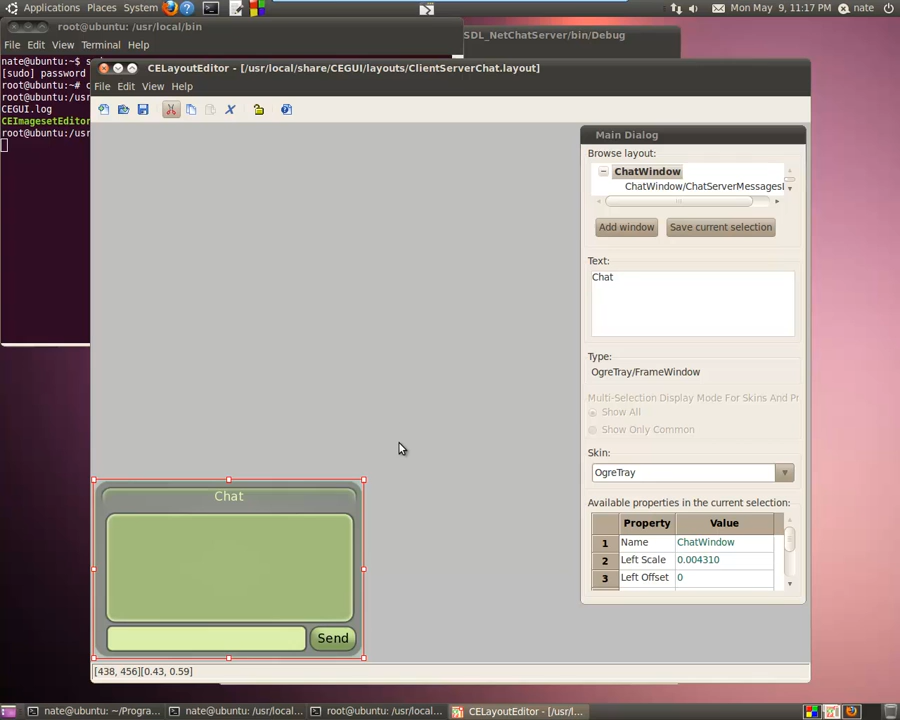 Applications Places System
Mon May 9, 11:17 PM nate
root@ubuntu: /usr/local/bin
SDL_NetChatServer/bin/Debug
File Edit View Terminal Help
nate@ubuntu:~$ s
[sudo] password
root@ubuntu:~# c
root@ubuntu:/usr
CEGUI.log
CEImagesetEditor
root@ubuntu:/usr
CELayoutEditor - [/usr/local/share/CEGUI/layouts/ClientServerChat.layout]
File Edit View Help
Main Dialog
Browse layout:
ChatWindow
ChatWindow/ChatServerMessages
Add window Save current selection
Text:
Chat
Type:
OgreTray/FrameWindow
Multi-Selection Display Mode For Skins And Pr
Show All
Show Only Common
Skin:
OgreTray
Available properties in the current selection:
Property Value
1 Name ChatWindow
2 Left Scale 0.004310
3 Left Offset 0
Chat
Send
[438, 456][0.43, 0.59]
nate@ubuntu: ~/Progra... nate@ubuntu: /usr/local... root@ubuntu: /usr/local... CELayoutEditor - [/usr/l...